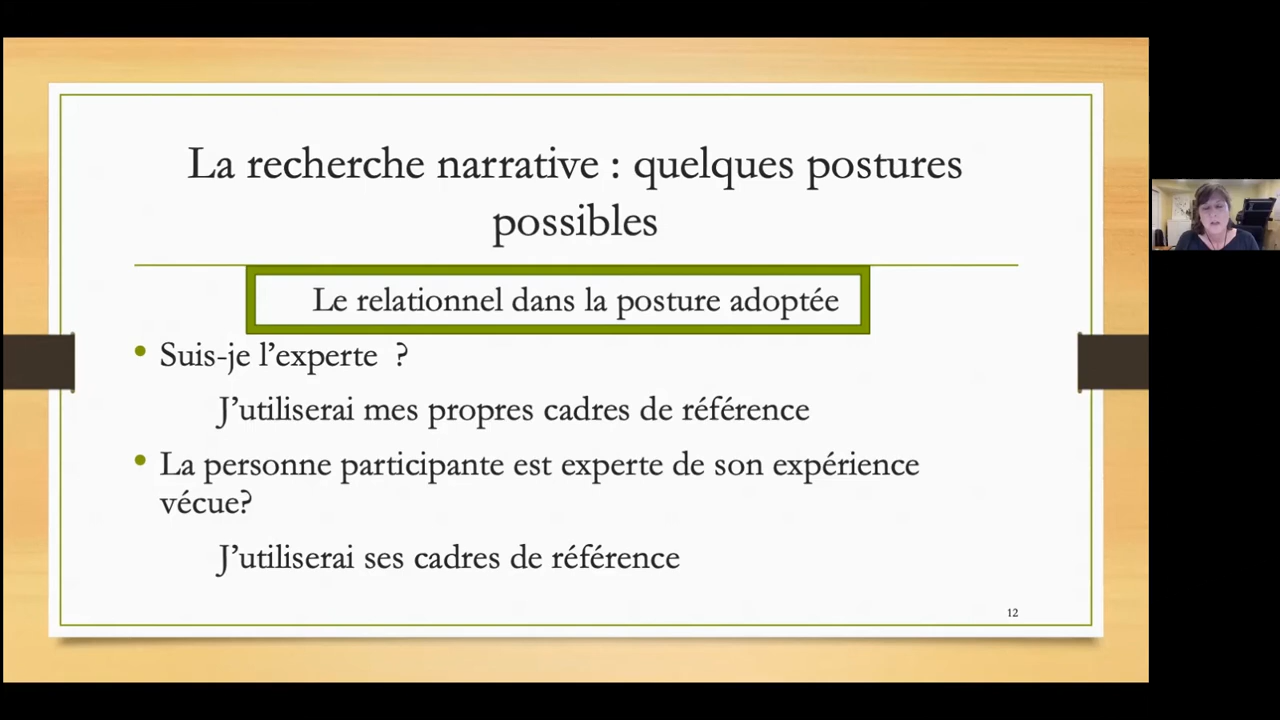 La recherche narrative : quelques postures
possibles
Le relationnel dans la posture adoptée
• Suis-je l’experte  ?
J’utiliserai mes propres cadres de référence
• La personne participante est experte de son expérience
vécue?
J’utiliserai ses cadres de référence
12